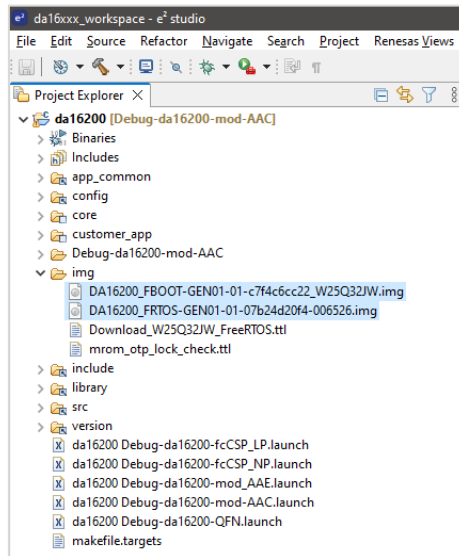 da16xxx_workspace - e² studio
File Edit Source Refactor Navigate Search Project Renesas Views
Project Explorer
da16200 [Debug-da16200-mod-AAC]
Binaries
Includes
app_common
config
core
customer_app
Debug-da16200-mod-AAC
img
DA16200_FBOOT-GEN01-01-c7f4c6cc22_W25Q32JW.img
DA16200_FRTOS-GEN01-01-07b24d20f4-006526.img
Download_W25Q32JW_FreeRTOS.ttl
mrom_otp_lock_check.ttl
include
library
src
version
da16200 Debug-da16200-fcCSP_LP.launch
da16200 Debug-da16200-fcCSP_NP.launch
da16200 Debug-da16200-mod_AAE.launch
da16200 Debug-da16200-mod-AAC.launch
da16200 Debug-da16200-QFN.launch
makefile.targets